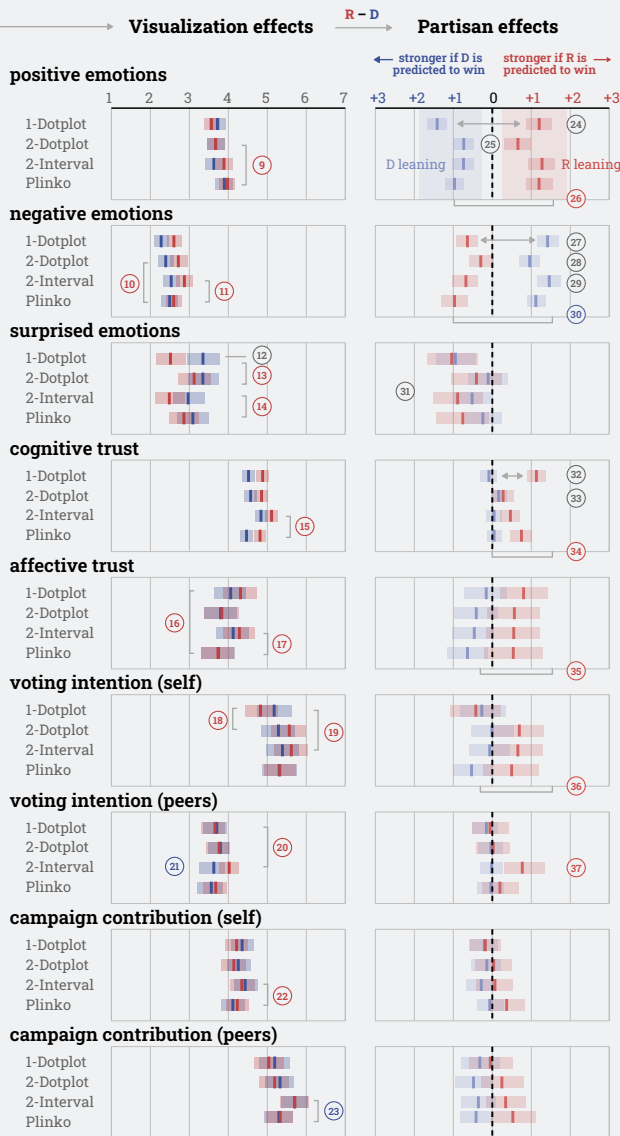 R – D
Visualization effects Partisan effects
stronger if D is predicted to win
stronger if R is predicted to win
positive emotions
1 2 3 4 5 6 7 +3 +2 +1 0 +1 +2 +3
1-Dotplot 24
2-Dotplot 25
2-Interval 9 D leaning R leaning
Plinko
26
negative emotions
1-Dotplot 27
2-Dotplot 28
2-Interval 10 11 29
Plinko
30
surprised emotions
1-Dotplot 12
2-Dotplot 13
2-Interval 14 31
Plinko
cognitive trust
1-Dotplot 32
2-Dotplot 33
2-Interval 15
Plinko
34
affective trust
1-Dotplot
2-Dotplot 16
2-Interval 17
Plinko
35
voting intention (self)
1-Dotplot 18
2-Dotplot 19
2-Interval
Plinko
36
voting intention (peers)
1-Dotplot
2-Dotplot 20
2-Interval 21 37
Plinko
campaign contribution (self)
1-Dotplot
2-Dotplot
2-Interval 22
Plinko
campaign contribution (peers)
1-Dotplot
2-Dotplot
2-Interval 23
Plinko